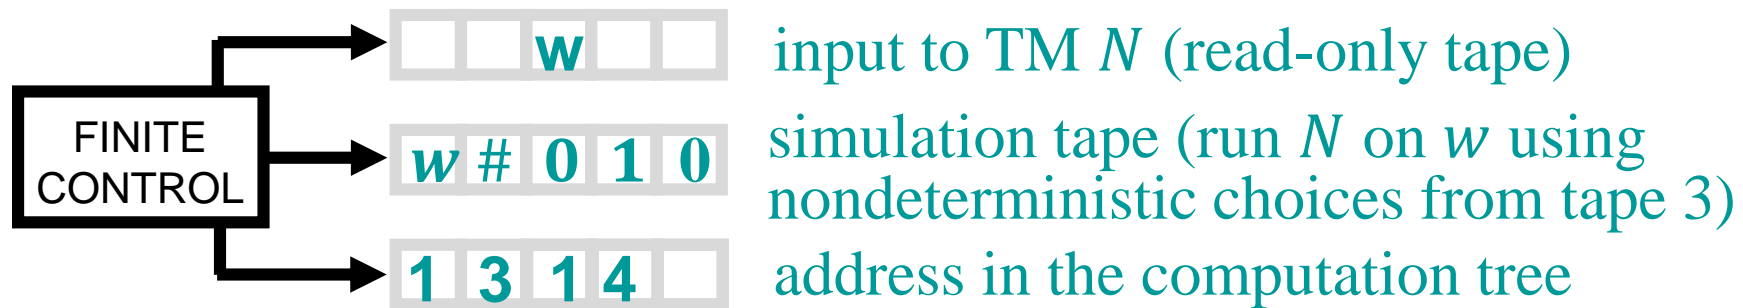 w input to TM N (read-only tape)
FINITE CONTROL
w # 0 1 0 simulation tape (run N on w using
nondeterministic choices from tape 3)
1 3 1 4 address in the computation tree